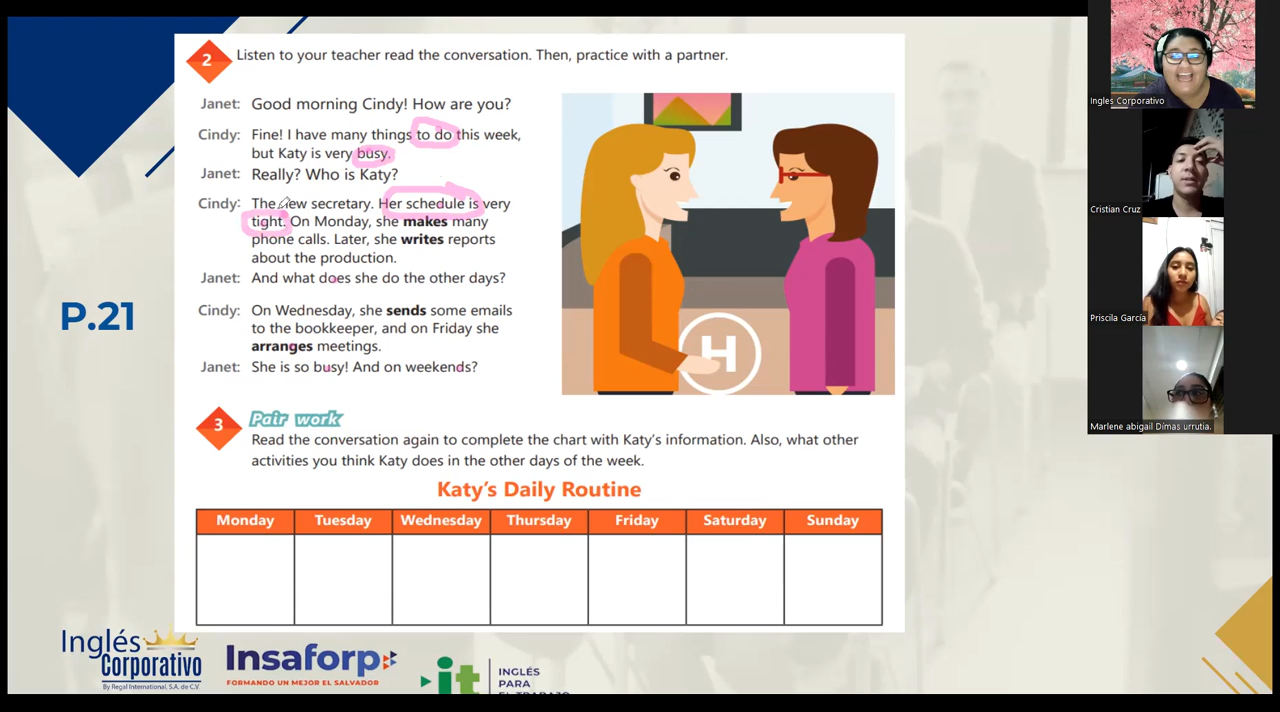 2 Listen to your teacher read the conversation. Then, practice with a partner.
Janet: Good morning Cindy! How are you?
Cindy: Fine! I have many things to do this week,
but Katy is very busy.
Janet: Really? Who is Katy?
Cindy: The new secretary. Her schedule is very
tight. On Monday, she makes many
phone calls. Later, she writes reports
about the production.
Janet: And what does she do the other days?
Cindy: On Wednesday, she sends some emails
to the bookkeeper, and on Friday she
arranges meetings.
Janet: She is so busy! And on weekends?
H
P.21
3 Pair work
Read the conversation again to complete the chart with Katy's information. Also, what other
activities you think Katy does in the other days of the week.
Katy's Daily Routine
Monday Tuesday Wednesday Thursday Friday Saturday Sunday
Inglés
Corporativo
By Regal International, S.A. de C.V.
Insaforp
FORMANDO UN MEJOR EL SALVADOR
it
INGLÉS
PARA
EL TRABAJO
Ingles Corporativo
Cristian Cruz
Priscila García
Marlene abigail Dímas urrutia.